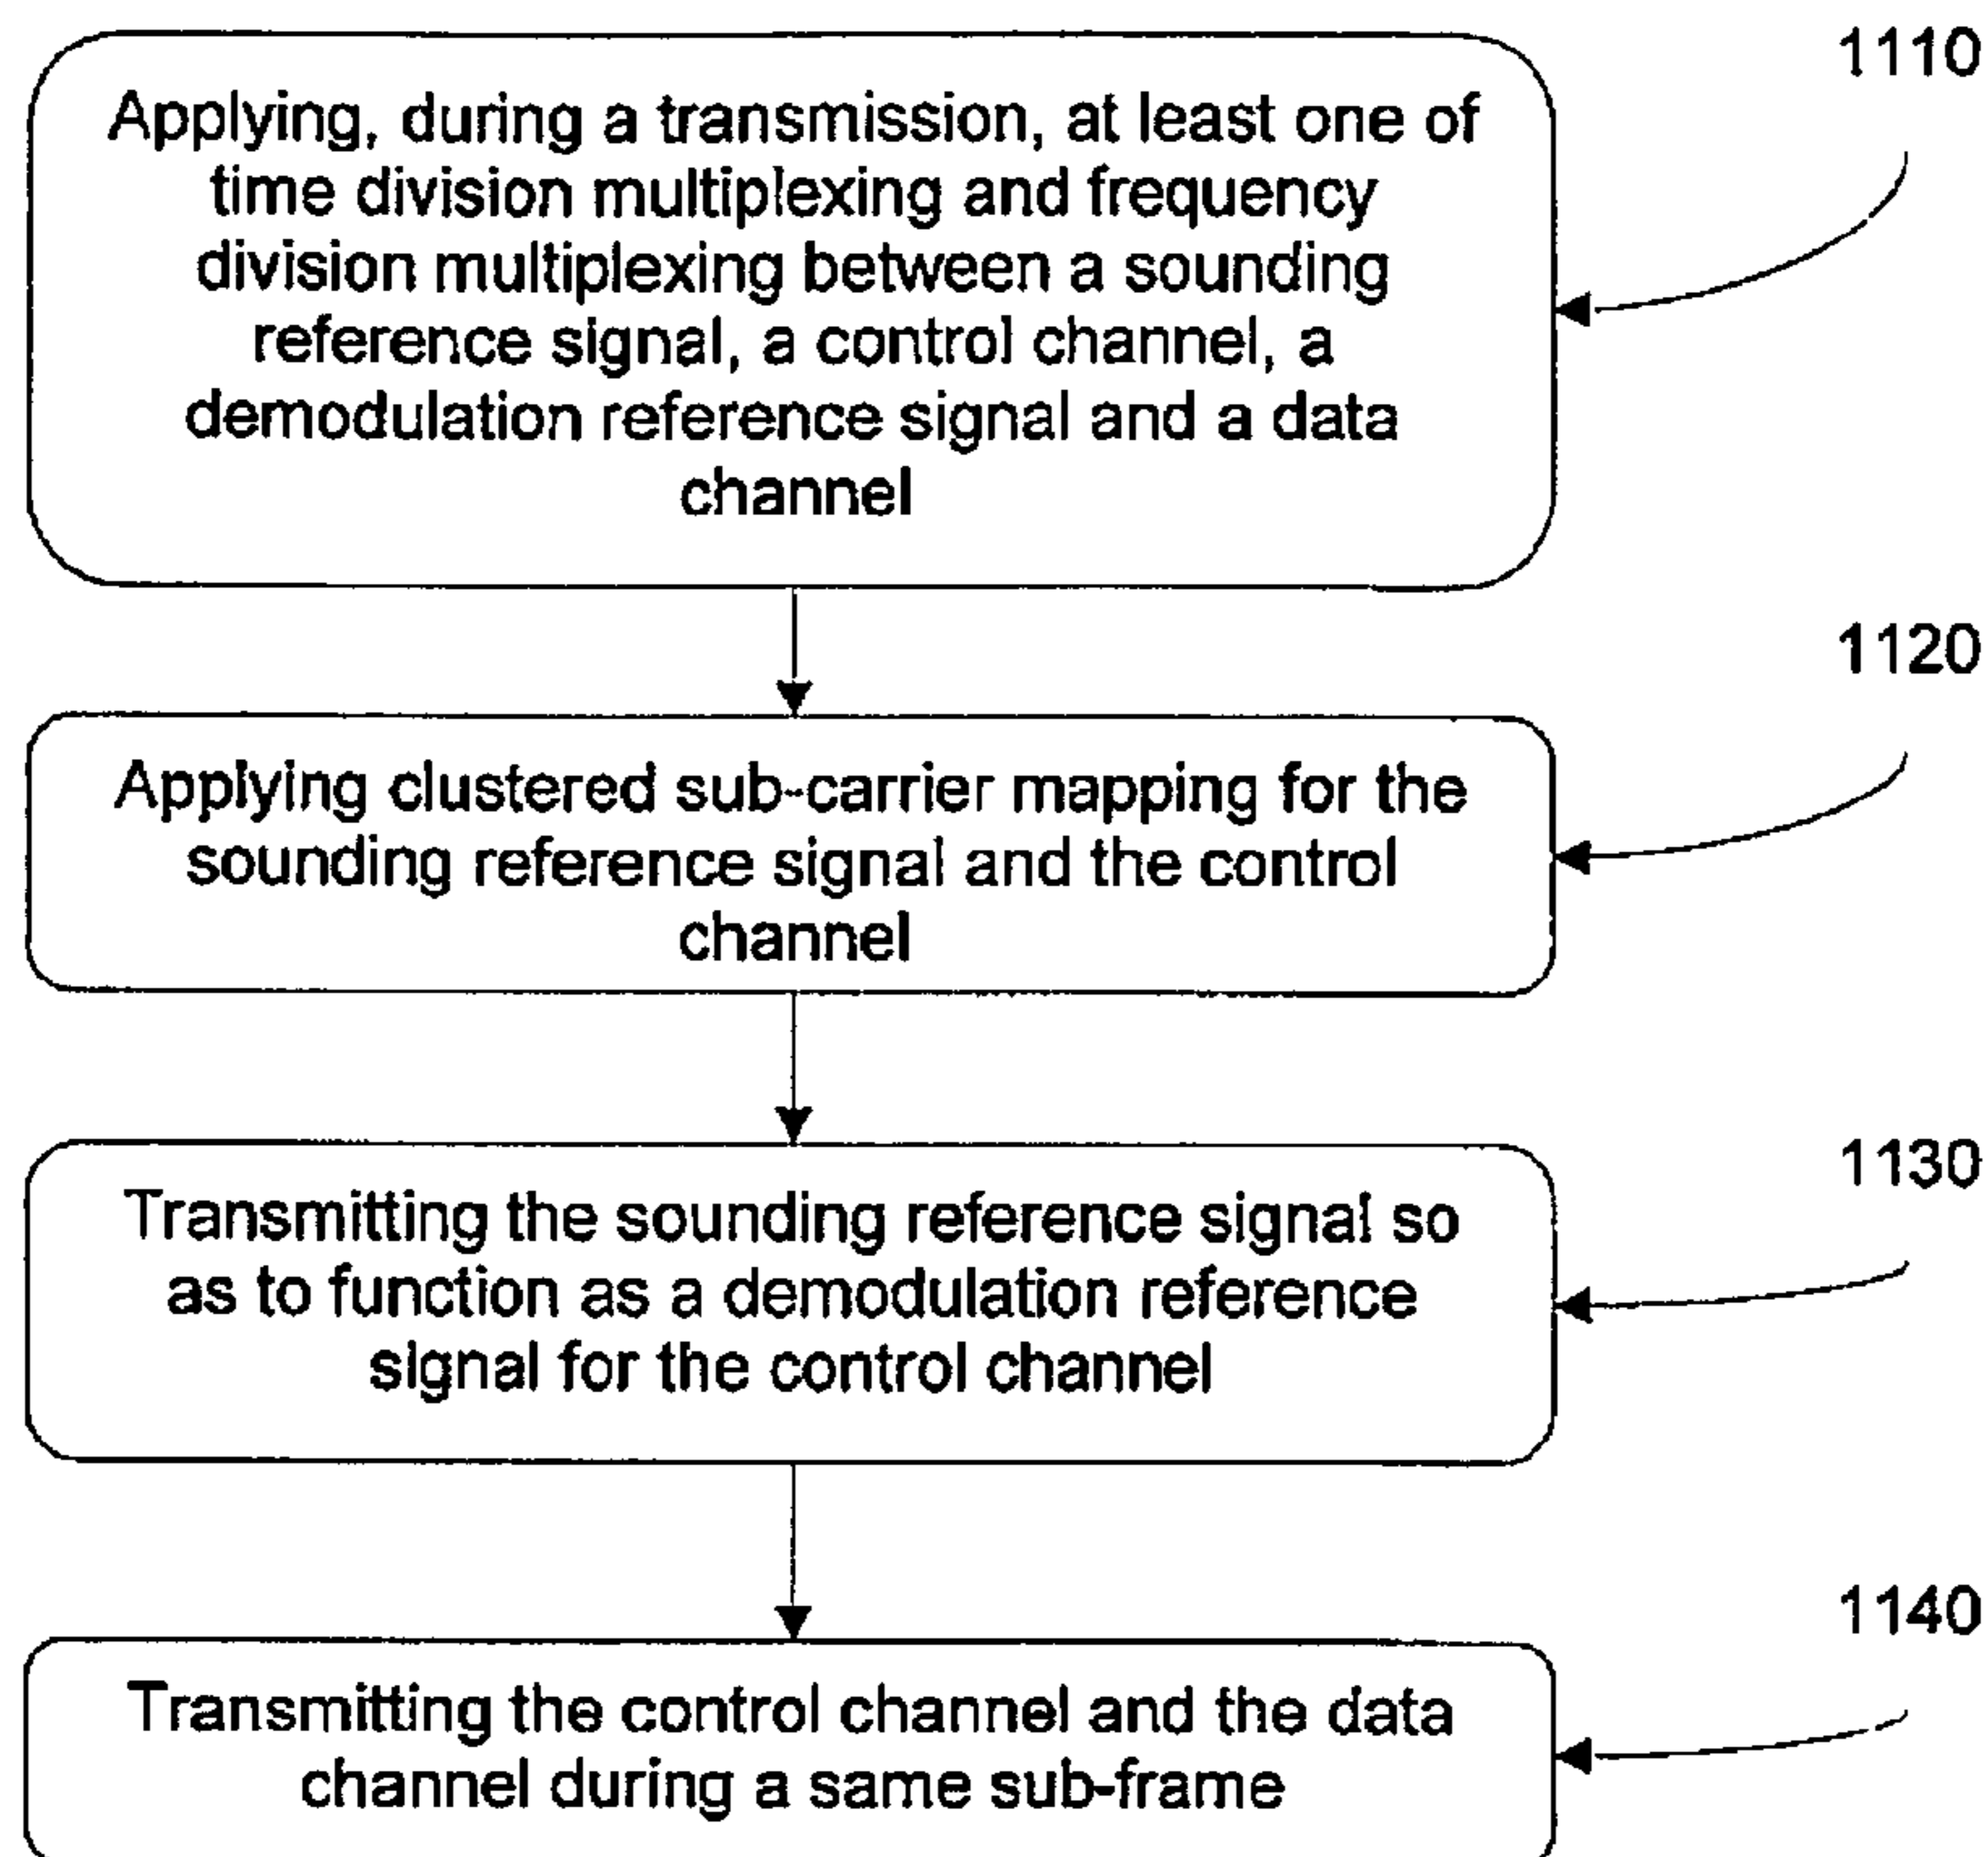 1110
Applying, during a transmission, at least one of
time division multiplexing and frequency
division multiplexing between a sounding
reference signal, a control channel, a
demodulation reference signal and a data
channel
1120
Applying clustered sub-carrier mapping for the
sounding reference signal and the control
channel
1130
Transmitting the sounding reference signal so
as to function as a demodulation reference
signal for the control channel
1140
Transmitting the control channel and the data
channel during a same sub-frame